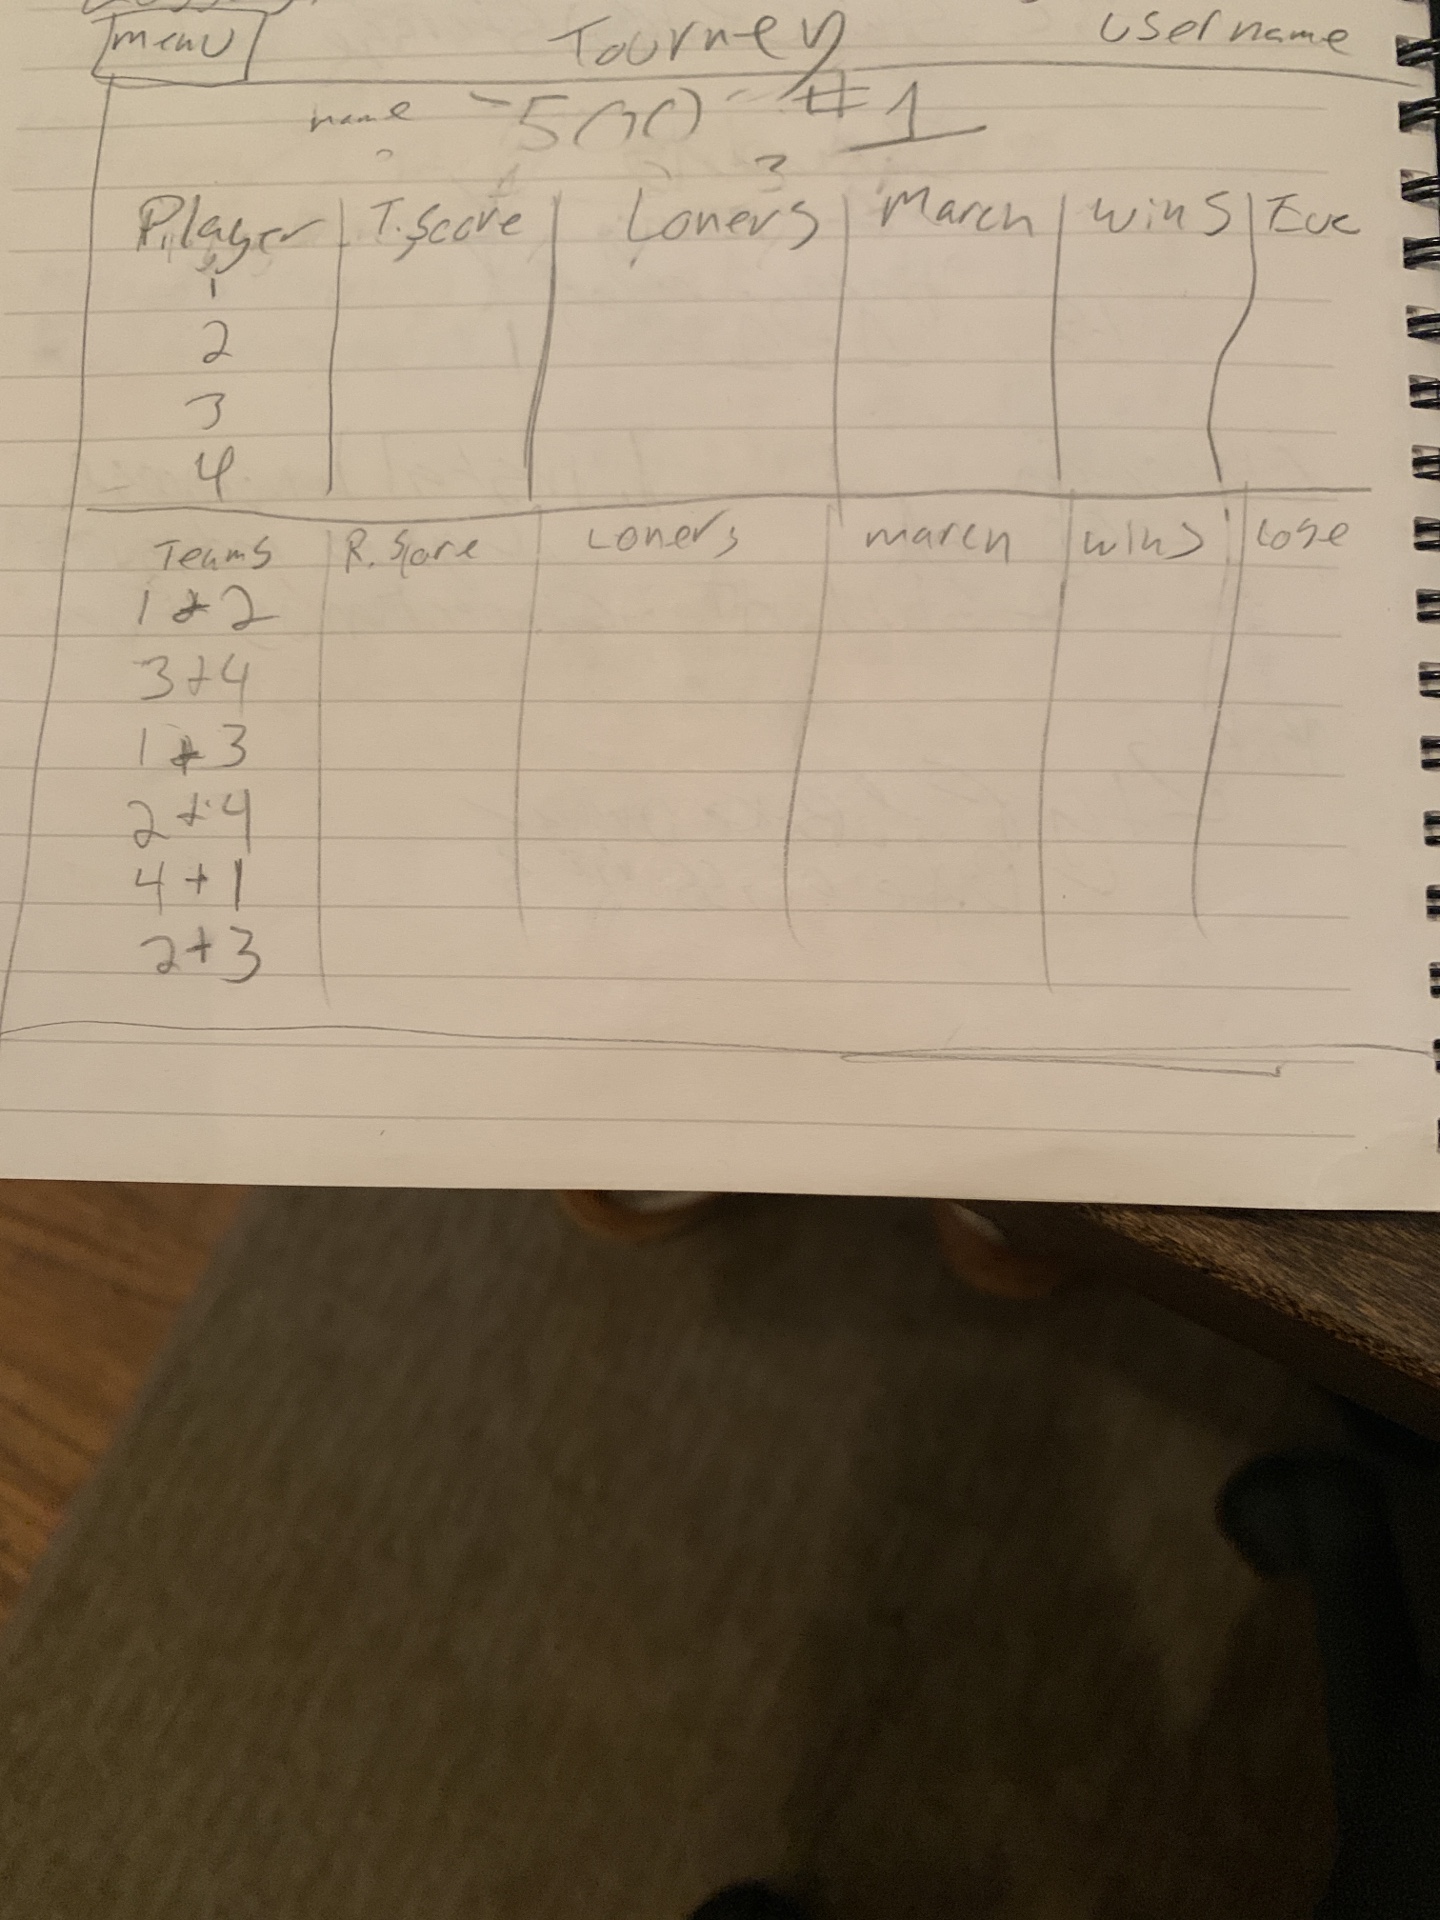 menu Tourney username
name #1
3
Player T.Score Loners March wins Euc
1
2
3
4
Teams R. Score Loners march wins Lose
1+2
3+4
1+3
2+4
4+1
2+3